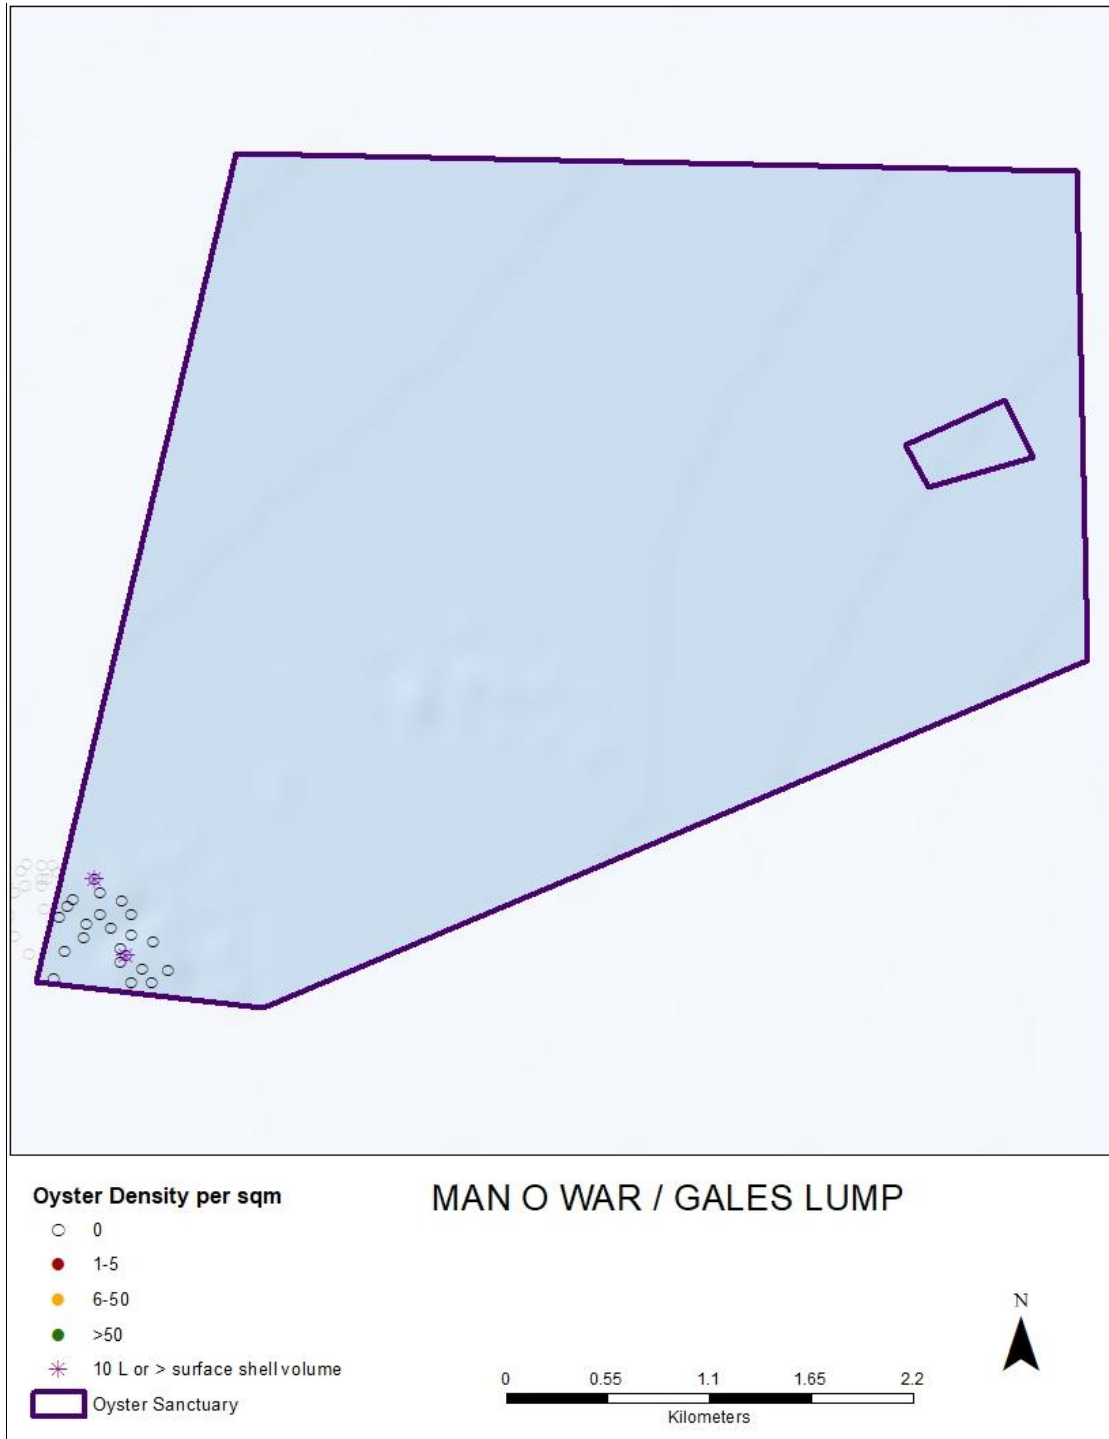 Oyster Density per sqm
0
1-5
6-50
>50
10 L or > surface shell volume
Oyster Sanctuary
MAN O WAR / GALES LUMP
N
0 0.55 1.1 1.65 2.2
Kilometers